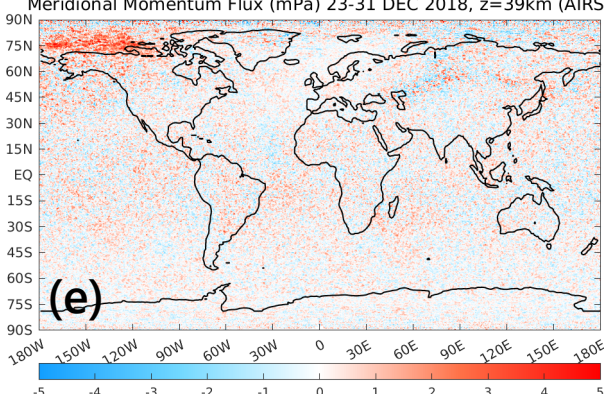 Meridional Momentum Flux (mPa) 23-31 DEC 2018, z=39km (AIRS
90N
75N
60N
45N
30N
15N
EQ
15S
30S
45S
60S
75S
90S
(e)
180W 150W 120W 90W 60W 30W 0 30E 60E 90E 120E 150E 180E
-5 -4 -3 -2 -1 0 1 2 3 4 5